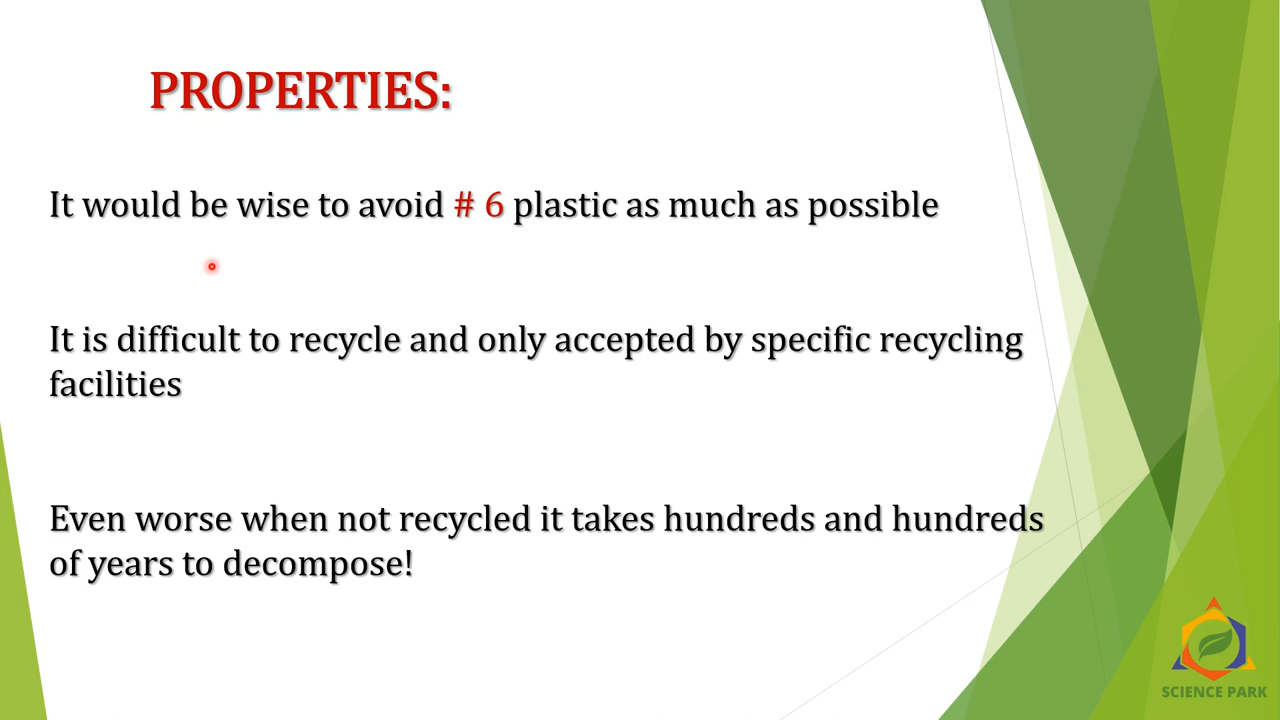 PROPERTIES:
It would be wise to avoid # 6 plastic as much as possible
It is difficult to recycle and only accepted by specific recycling
facilities
Even worse when not recycled it takes hundreds and hundreds
of years to decompose!
SCIENCE PARK